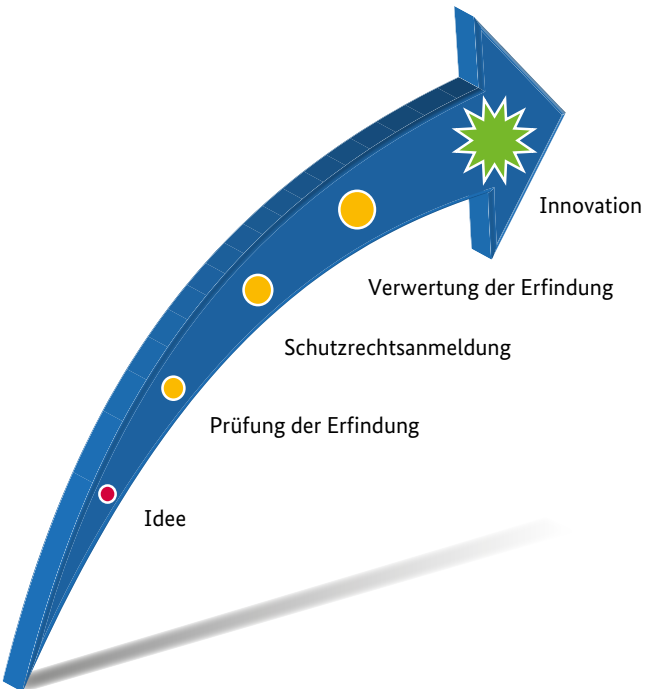 Innovation
Verwertung der Erfindung
Schutzrechtsanmeldung
Prüfung der Erfindung
Idee